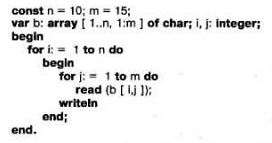 const n = 10; m = 15;
var b: array [ 1..n, 1:m ] of char; i, j: integer;
begin
for i: = 1 to n do
begin
for j: = 1 to m do
read (b [ i,j ]);
writeln
end;
end.